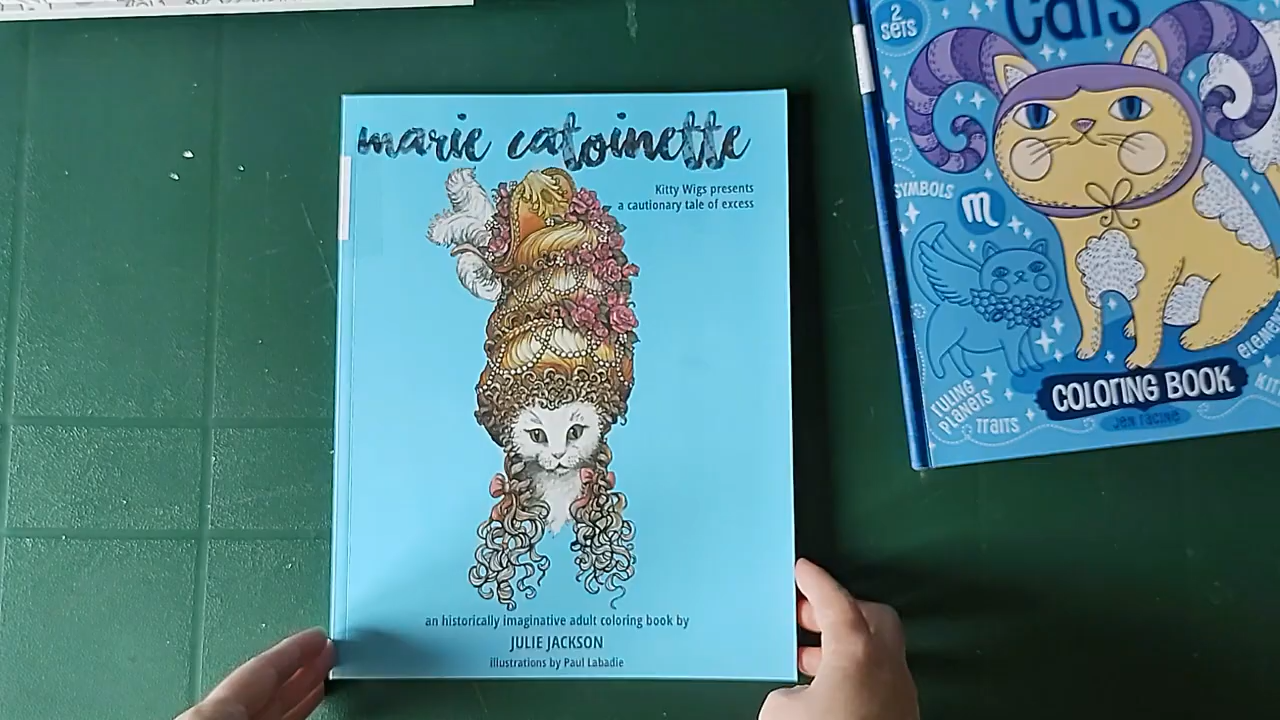 marie catoinette
Kitty Wigs presents
a cautionary tale of excess
an historically imaginative adult coloring book by
JULIE JACKSON
illustrations by Paul Labadie
Cats
2
SETS
SYMBOLS
m
RULING
PLANETS
TRAITS
COLORING BOOK
Jen Racine